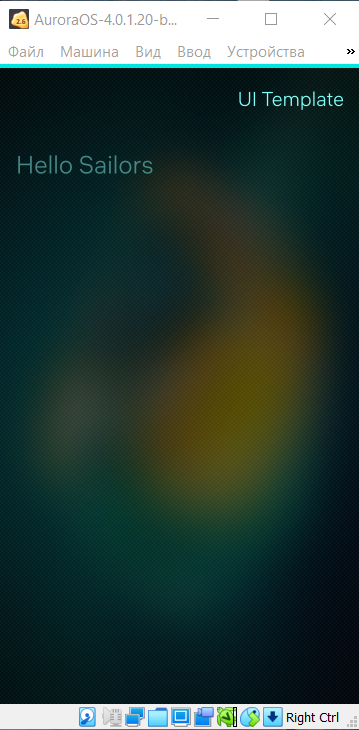 AuroraOS-4.0.1.20-b...
Файл Машина Вид Ввод Устройства »
UI Template
Hello Sailors
Right Ctrl